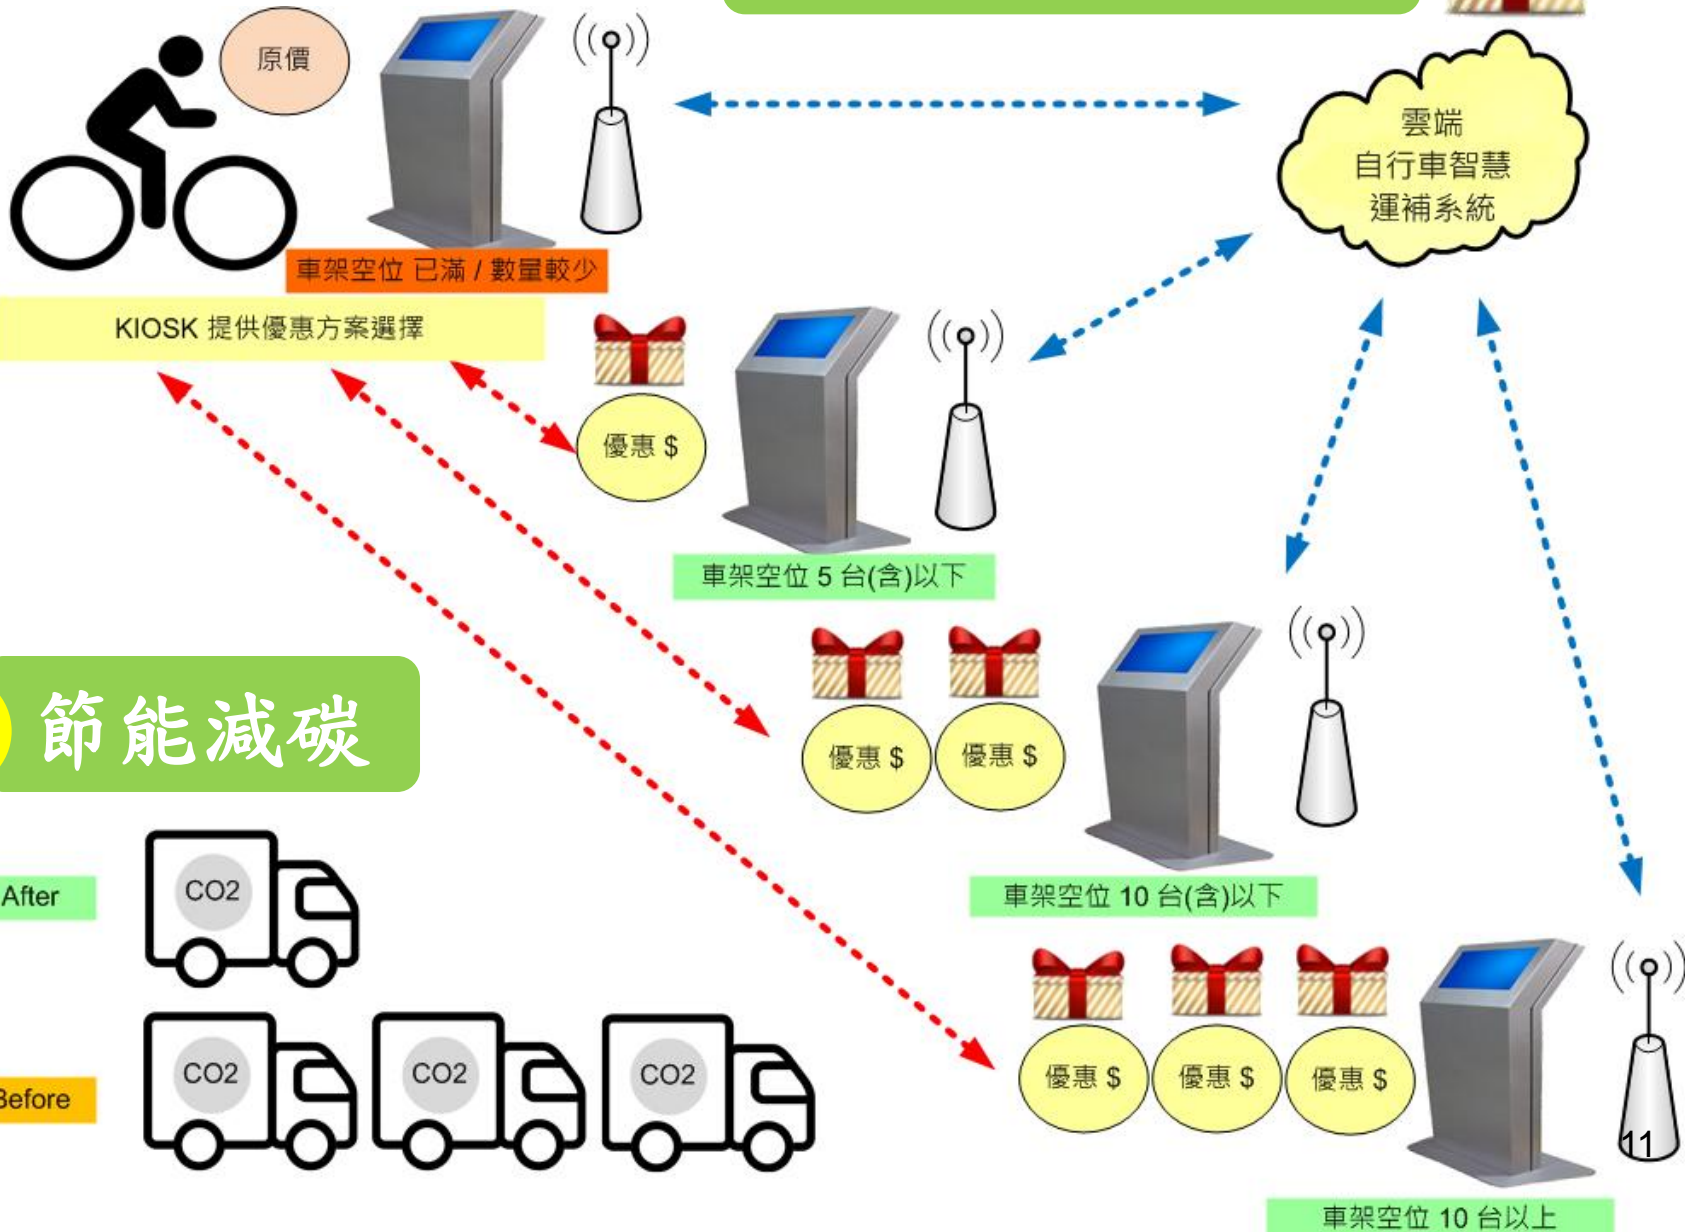 原價
雲端
自行車智慧
運補系統
車架空位 已滿 / 數量較少
KIOSK 提供優惠方案選擇
優惠 $
車架空位 5 台(含)以下
節能減碳
優惠 $
優惠 $
After
CO2
車架空位 10 台(含)以下
Before
CO2
CO2
CO2
優惠 $
優惠 $
優惠 $
11
車架空位 10 台以上